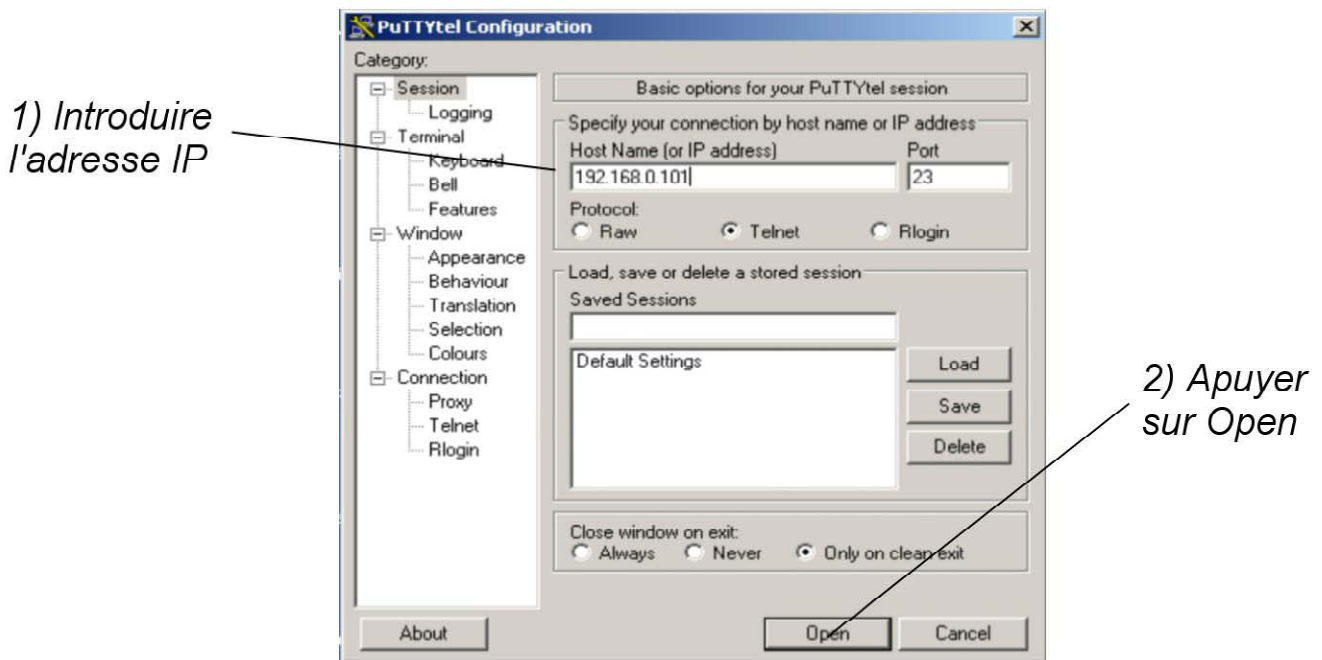 PuTTYtel Configuration
Category:
Session
Logging
Terminal
Keyboard
Bell
Features
Window
Appearance
Behaviour
Translation
Selection
Colours
Connection
Proxy
Telnet
Rlogin
Basic options for your PuTTYtel session
Specify your connection by host name or IP address
Host Name (or IP address) Port
192.168.0.101 23
Protocol:
Raw Telnet Rlogin
Load, save or delete a stored session
Saved Sessions
Default Settings
Load
Save
Delete
Close window on exit:
Always Never Only on clean exit
About Open Cancel
1) Introduire
l'adresse IP
2) Apuyer
sur Open